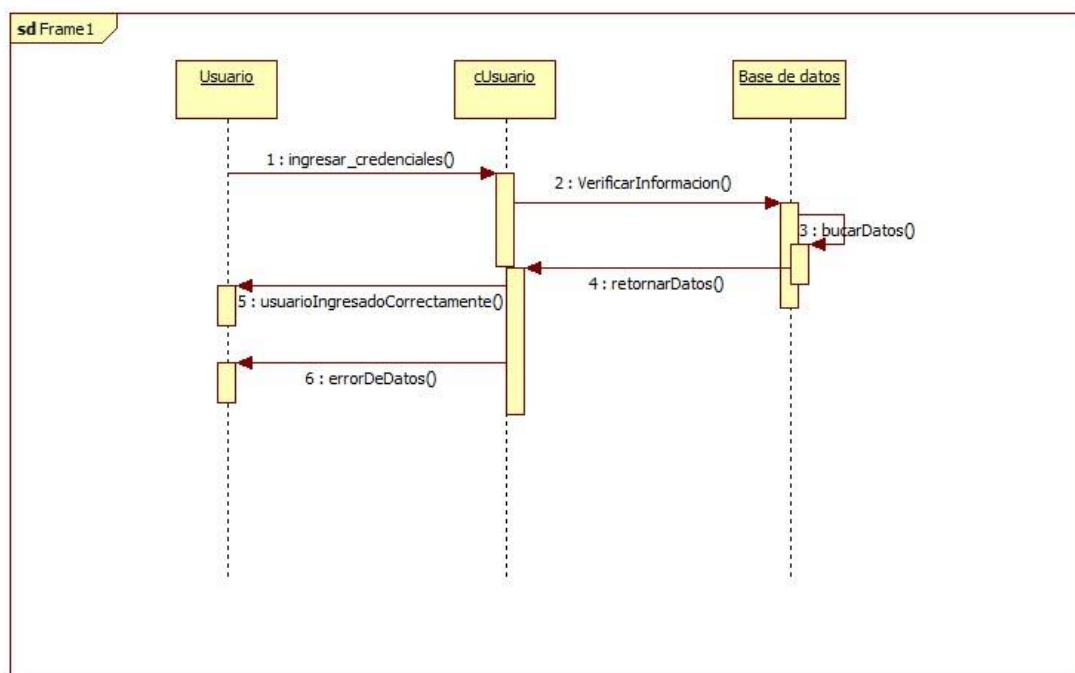 sd Frame1
Usuario
cUsuario
Base de datos
1 : ingresar_credenciales()
2 : VerificarInformacion()
3 : bucarDatos()
4 : retornarDatos()
5 : usuarioIngresadoCorrectamente()
6 : errorDeDatos()